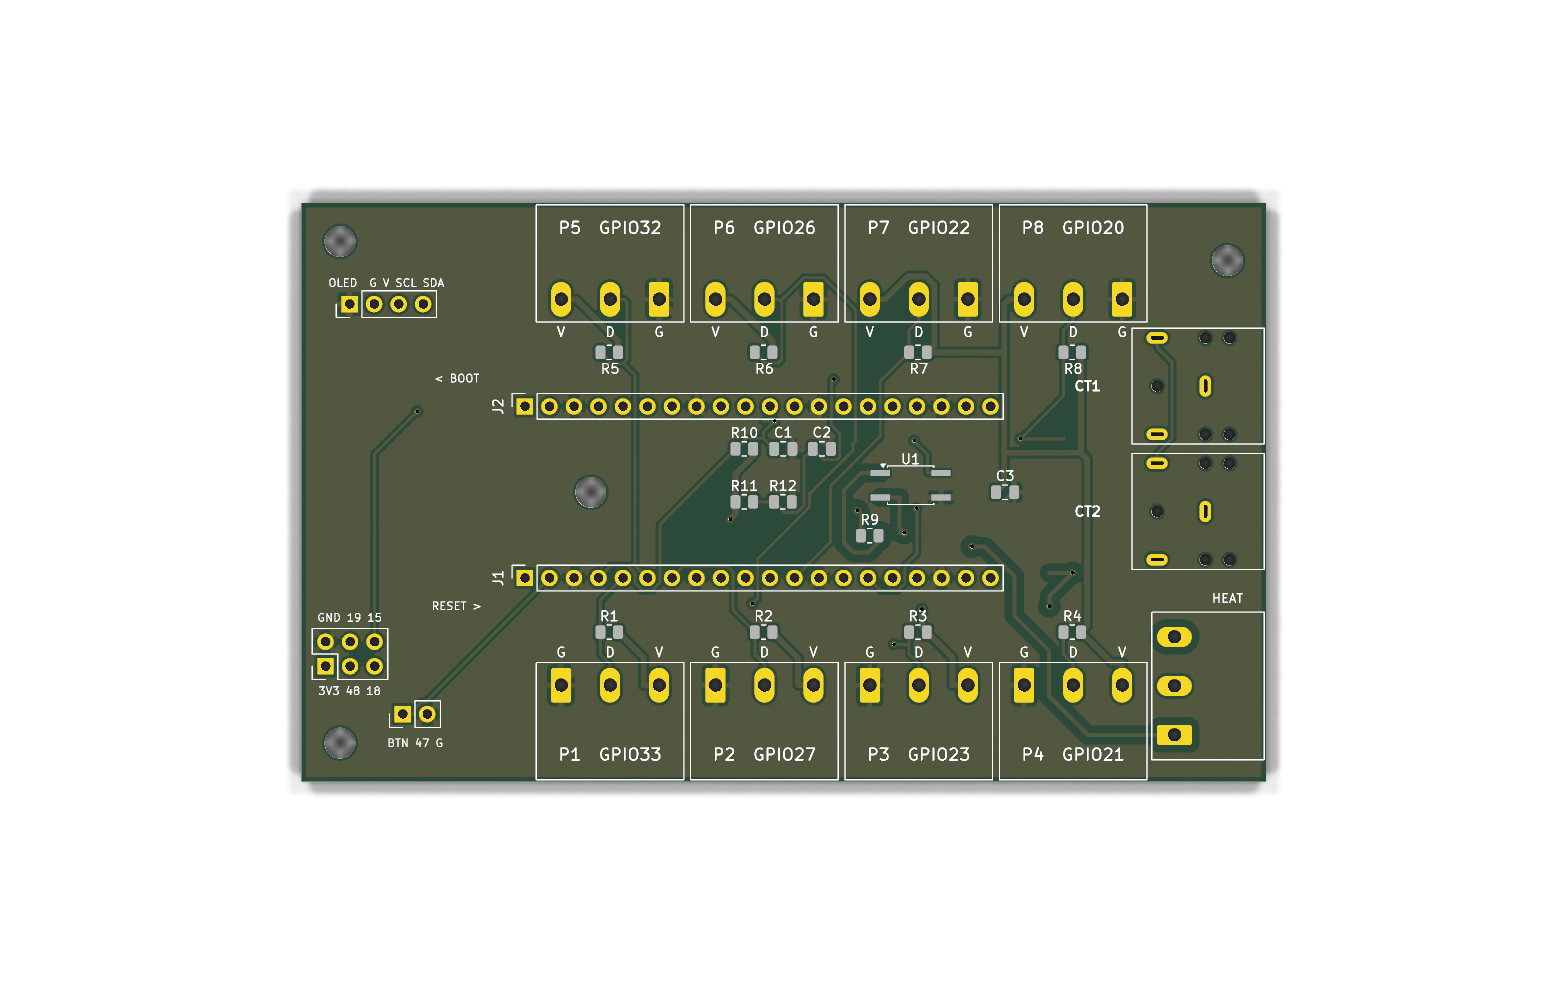 P5 GPIO32 P6 GPIO26 P7 GPIO22 P8 GPIO20
OLED G V SCL SDA
V D G V D G V D G V D G
R5 R6 R7 R8
< BOOT
CT1
J2
R10 C1 C2
U1
C3
R11 R12
CT2
R9
J1
HEAT
RESET >
GND 19 15
R1 R2 R3 R4
G D V G D V G D V G D V
3V3 48 18
BTN 47 G
P1 GPIO33 P2 GPIO27 P3 GPIO23 P4 GPIO21